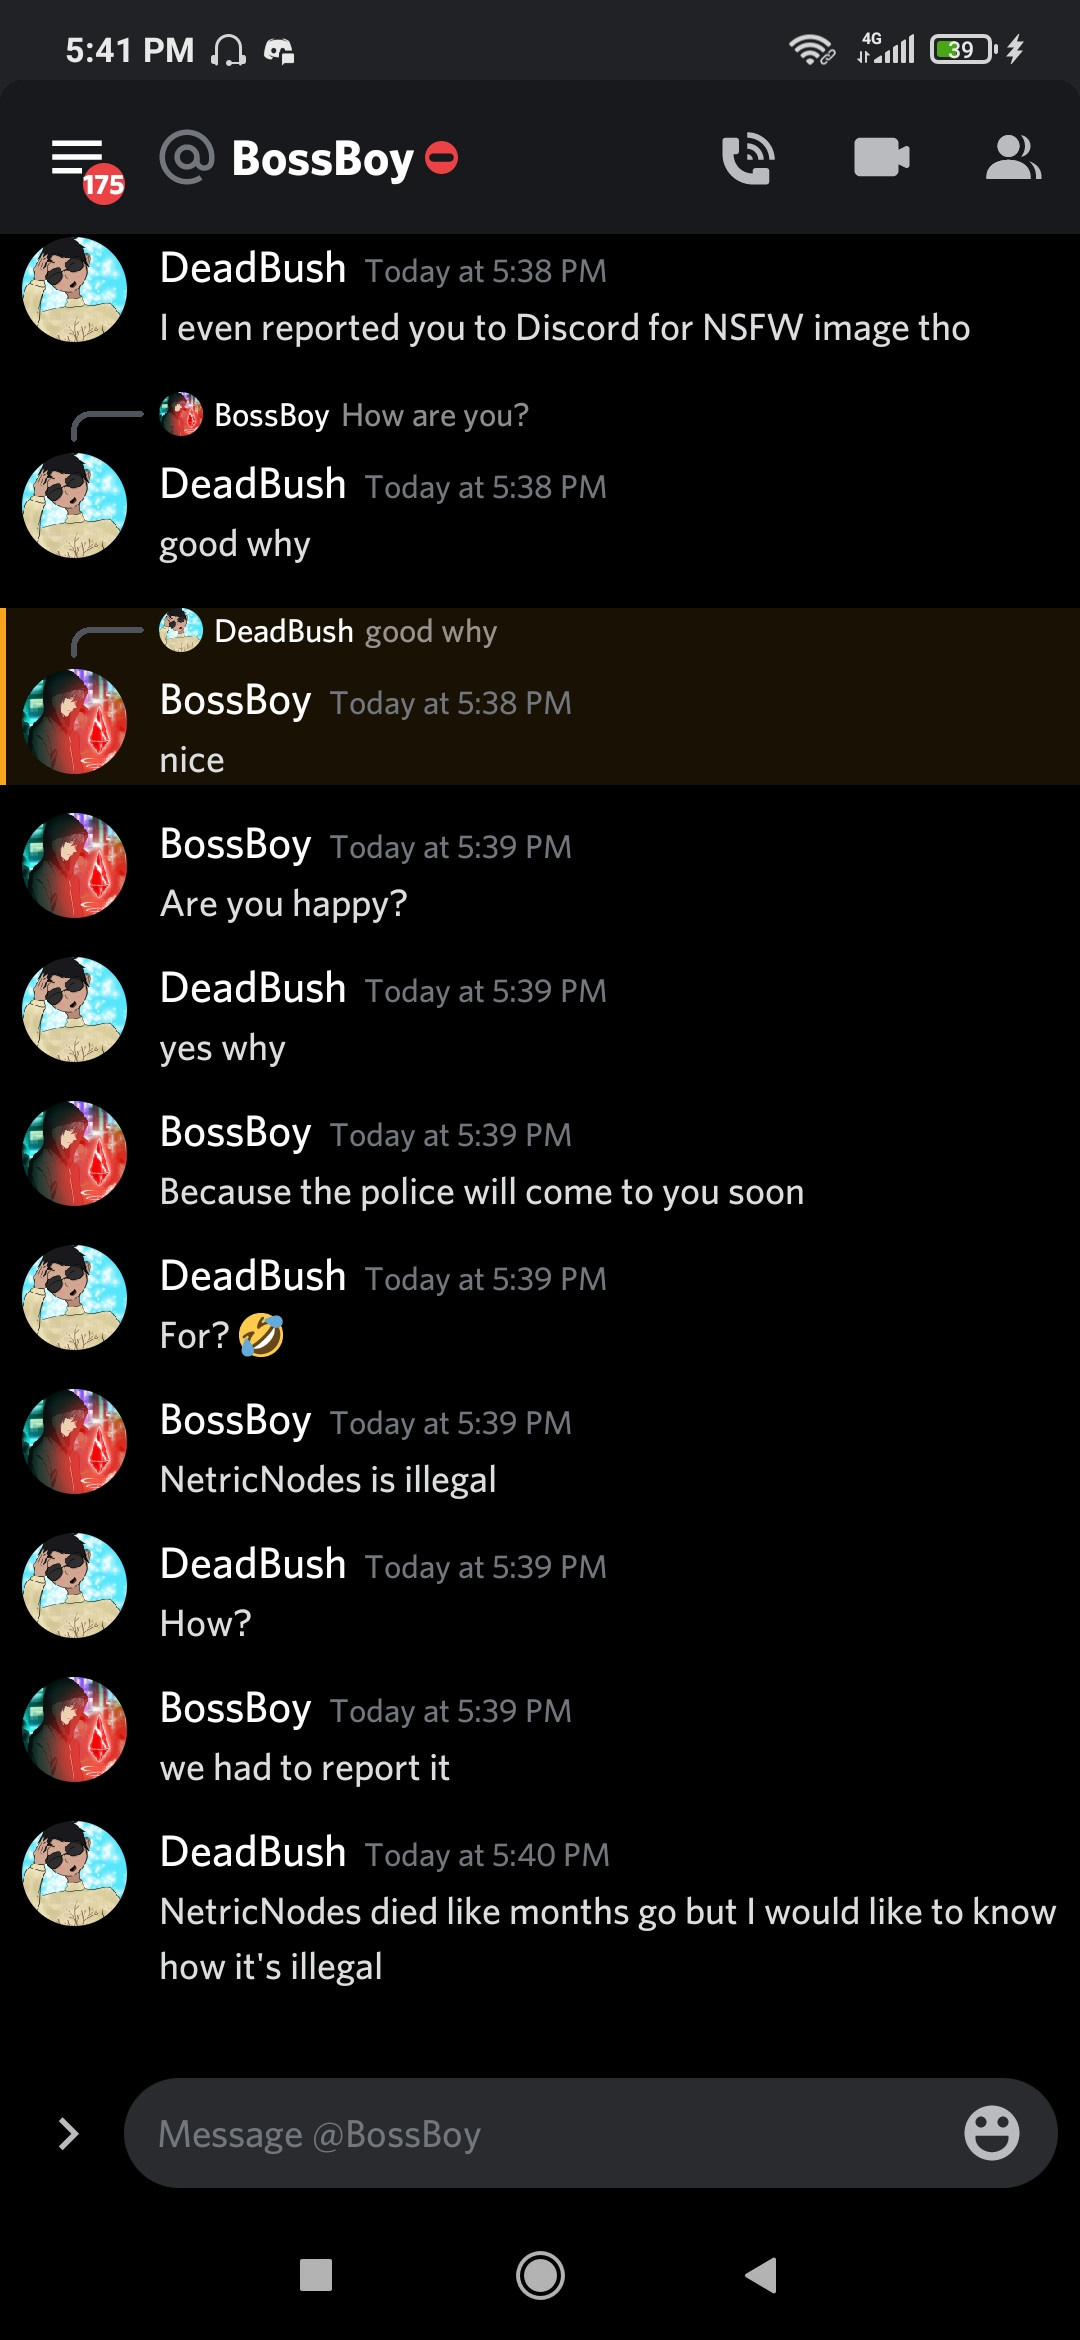 5:41 PM
4G
39
175
@ BossBoy
DeadBush Today at 5:38 PM
I even reported you to Discord for NSFW image tho
BossBoy How are you?
DeadBush Today at 5:38 PM
good why
DeadBush good why
BossBoy Today at 5:38 PM
nice
BossBoy Today at 5:39 PM
Are you happy?
DeadBush Today at 5:39 PM
yes why
BossBoy Today at 5:39 PM
Because the police will come to you soon
DeadBush Today at 5:39 PM
For? 🤣
BossBoy Today at 5:39 PM
NetricNodes is illegal
DeadBush Today at 5:39 PM
How?
BossBoy Today at 5:39 PM
we had to report it
DeadBush Today at 5:40 PM
NetricNodes died like months go but I would like to know
how it's illegal
Message @BossBoy